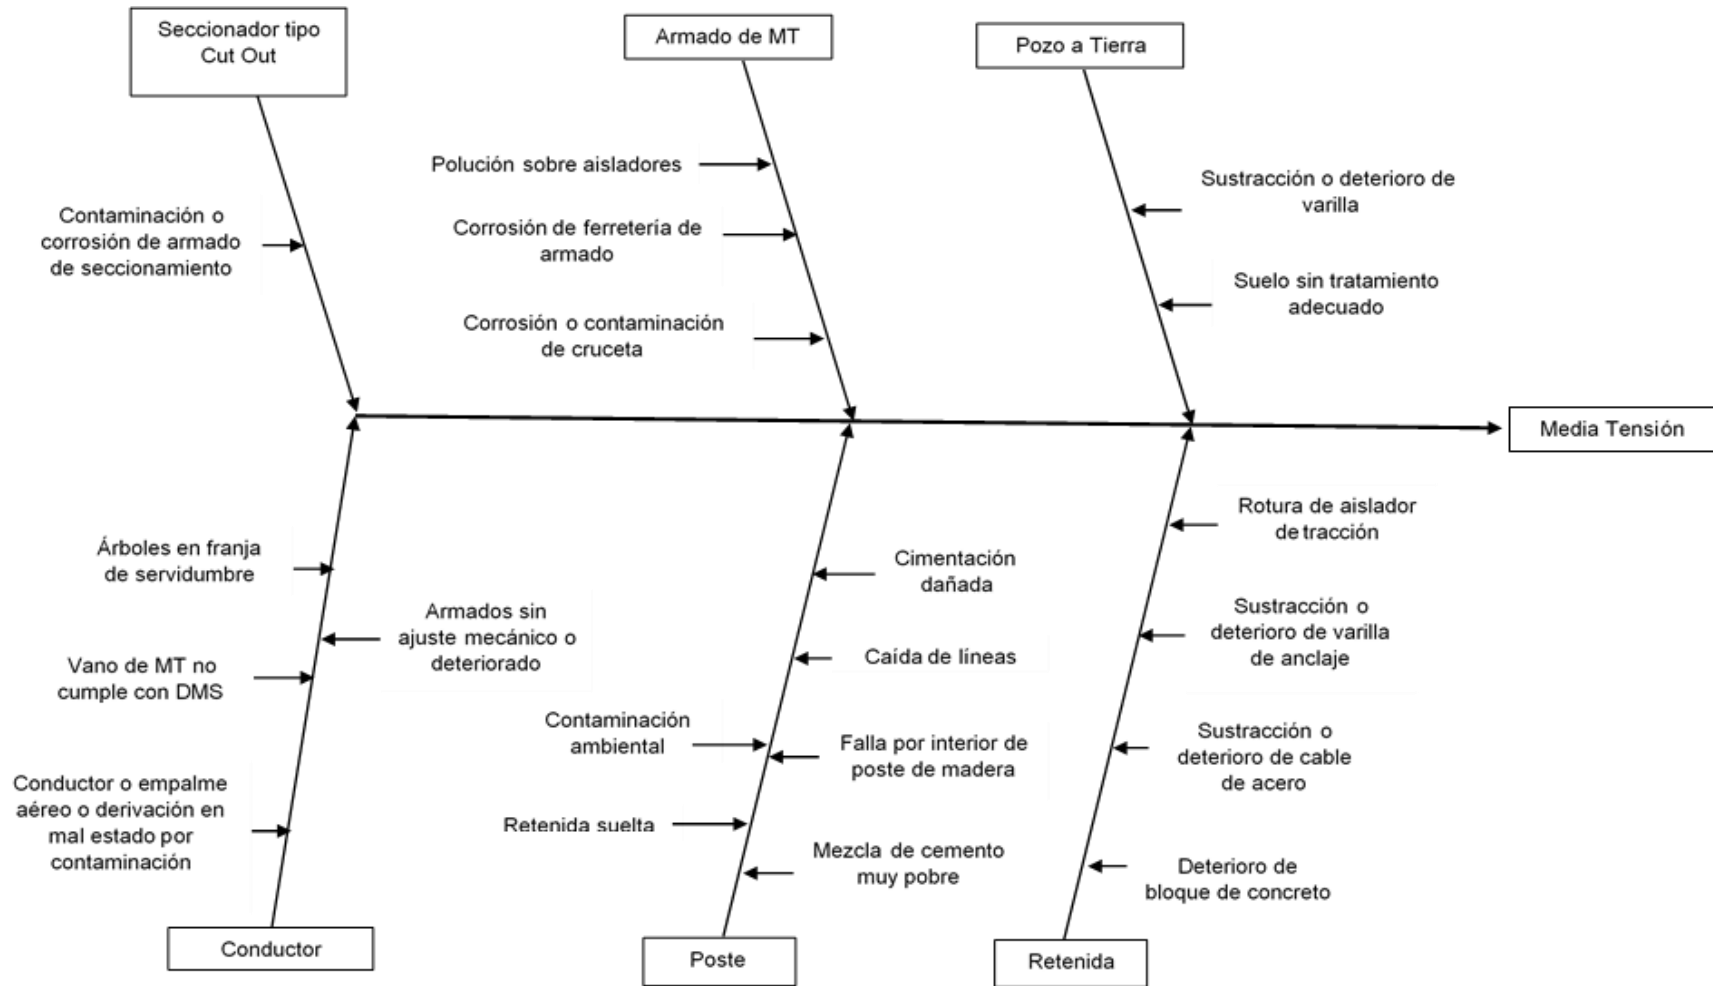 Seccionador tipo
Cut Out
Armado de MT
Pozo a Tierra
Polución sobre aisladores
Sustracción o deterioro de
varilla
Contaminación o
corrosión de armado
de seccionamiento
Corrosión de ferretería de
armado
Suelo sin tratamiento
adecuado
Corrosión o contaminación
de cruceta
Media Tensión
Árboles en franja
de servidumbre
Armados sin
ajuste mecánico o
deteriorado
Vano de MT no
cumple con DMS
Conductor o empalme
aéreo o derivación en
mal estado por
contaminación
Cimentación
dañada
Caída de líneas
Contaminación
ambiental
Falla por interior de
poste de madera
Retenida suelta
Mezcla de cemento
muy pobre
Rotura de aislador
de tracción
Sustracción o
deterioro de varilla
de anclaje
Sustracción o
deterioro de cable
de acero
Deterioro de
bloque de concreto
Conductor
Poste
Retenida